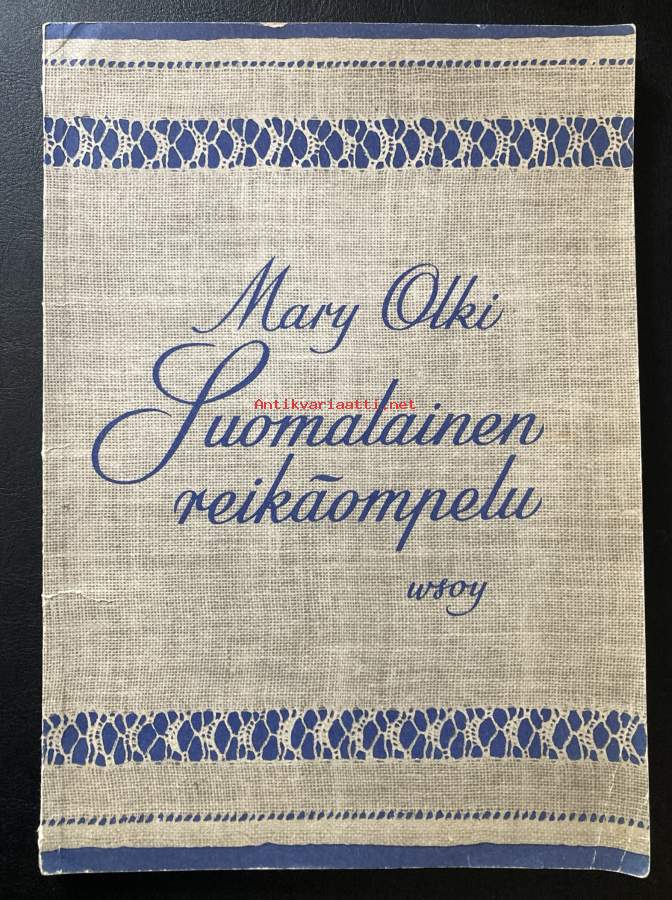 Mary Olki
Antikvariaatti.net
Suomalainen
reikäompelu
wsoy